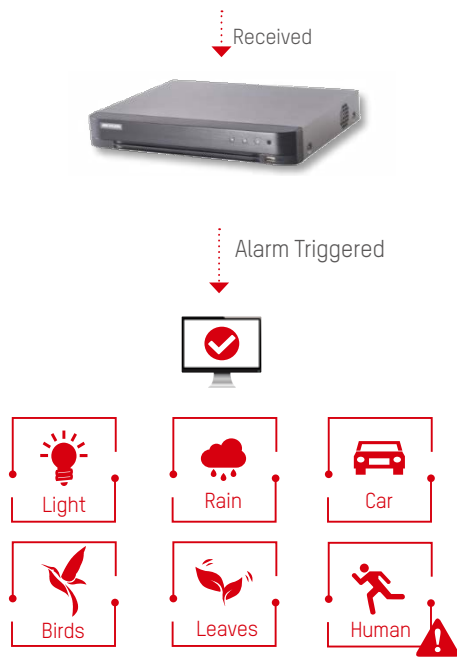 Received
Alarm Triggered
Light
Rain
Car
Birds
Leaves
Human